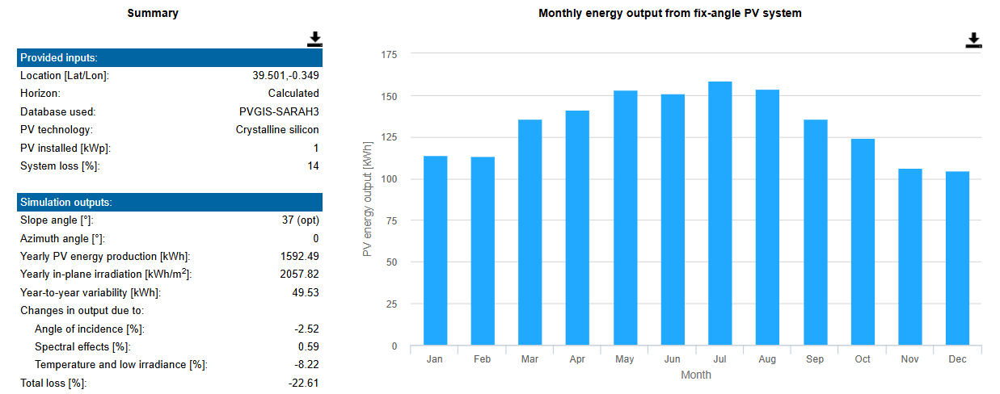 Summary
Provided inputs:
Location [Lat/Lon]: 39.501,-0.349
Horizon: Calculated
Database used: PVGIS-SARAH3
PV technology: Crystalline silicon
PV installed [kWp]: 1
System loss [%]: 14
Simulation outputs:
Slope angle [°]: 37 (opt)
Azimuth angle [°]: 0
Yearly PV energy production [kWh]: 1592.49
Yearly in-plane irradiation [kWh/m²]: 2057.82
Year-to-year variability [kWh]: 49.53
Changes in output due to:
Angle of incidence [%]: -2.52
Spectral effects [%]: 0.59
Temperature and low irradiance [%]: -8.22
Total loss [%]: -22.61
Monthly energy output from fix-angle PV system
PV energy output [kWh]
175
150
125
100
75
50
25
0
Jan Feb Mar Apr May Jun Jul Aug Sep Oct Nov Dec
Month